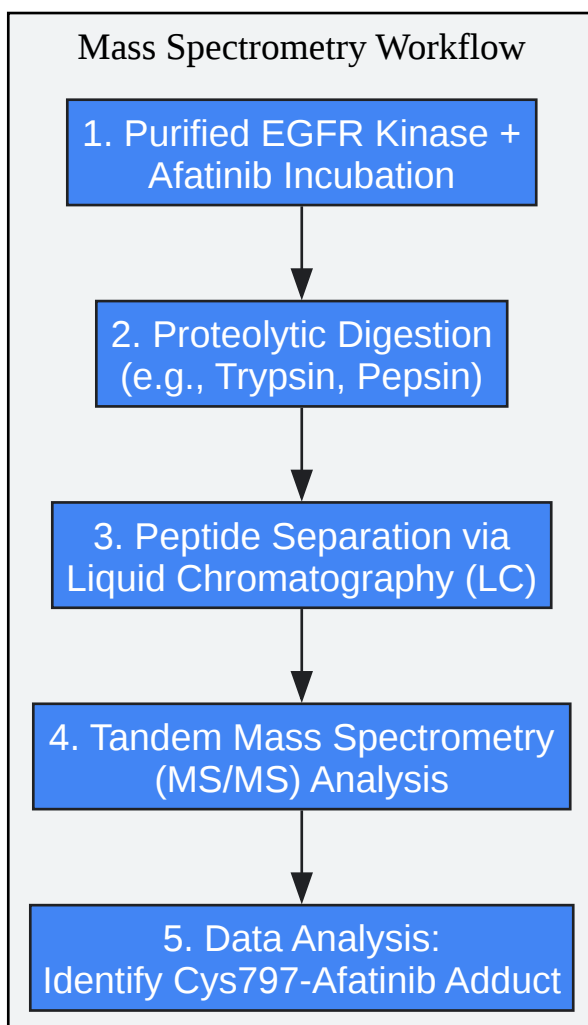 Mass Spectrometry Workflow
1. Purified EGFR Kinase +
Afatinib Incubation
2. Proteolytic Digestion
(e.g., Trypsin, Pepsin)
3. Peptide Separation via
Liquid Chromatography (LC)
4. Tandem Mass Spectrometry
(MS/MS) Analysis
5. Data Analysis:
Identify Cys797-Afatinib Adduct